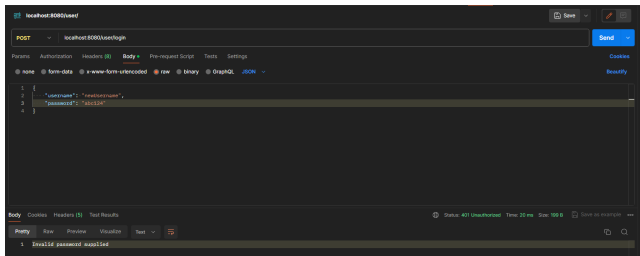 localhost:8080/user/
Save
POST localhost:8080/user/login Send
Params Authorization Headers (8) Body Pre-request Script Tests Settings Cookies
none form-data x-www-form-urlencoded raw binary GraphQL JSON Beautify
1 {
2 "username": "newUsername",
3 "password": "abc134"
4 }
Body Cookies Headers (5) Test Results Status: 401 Unauthorized Time: 20 ms Size: 188 B Save as example
Pretty Raw Preview Visualize Text
1 Invalid password supplied